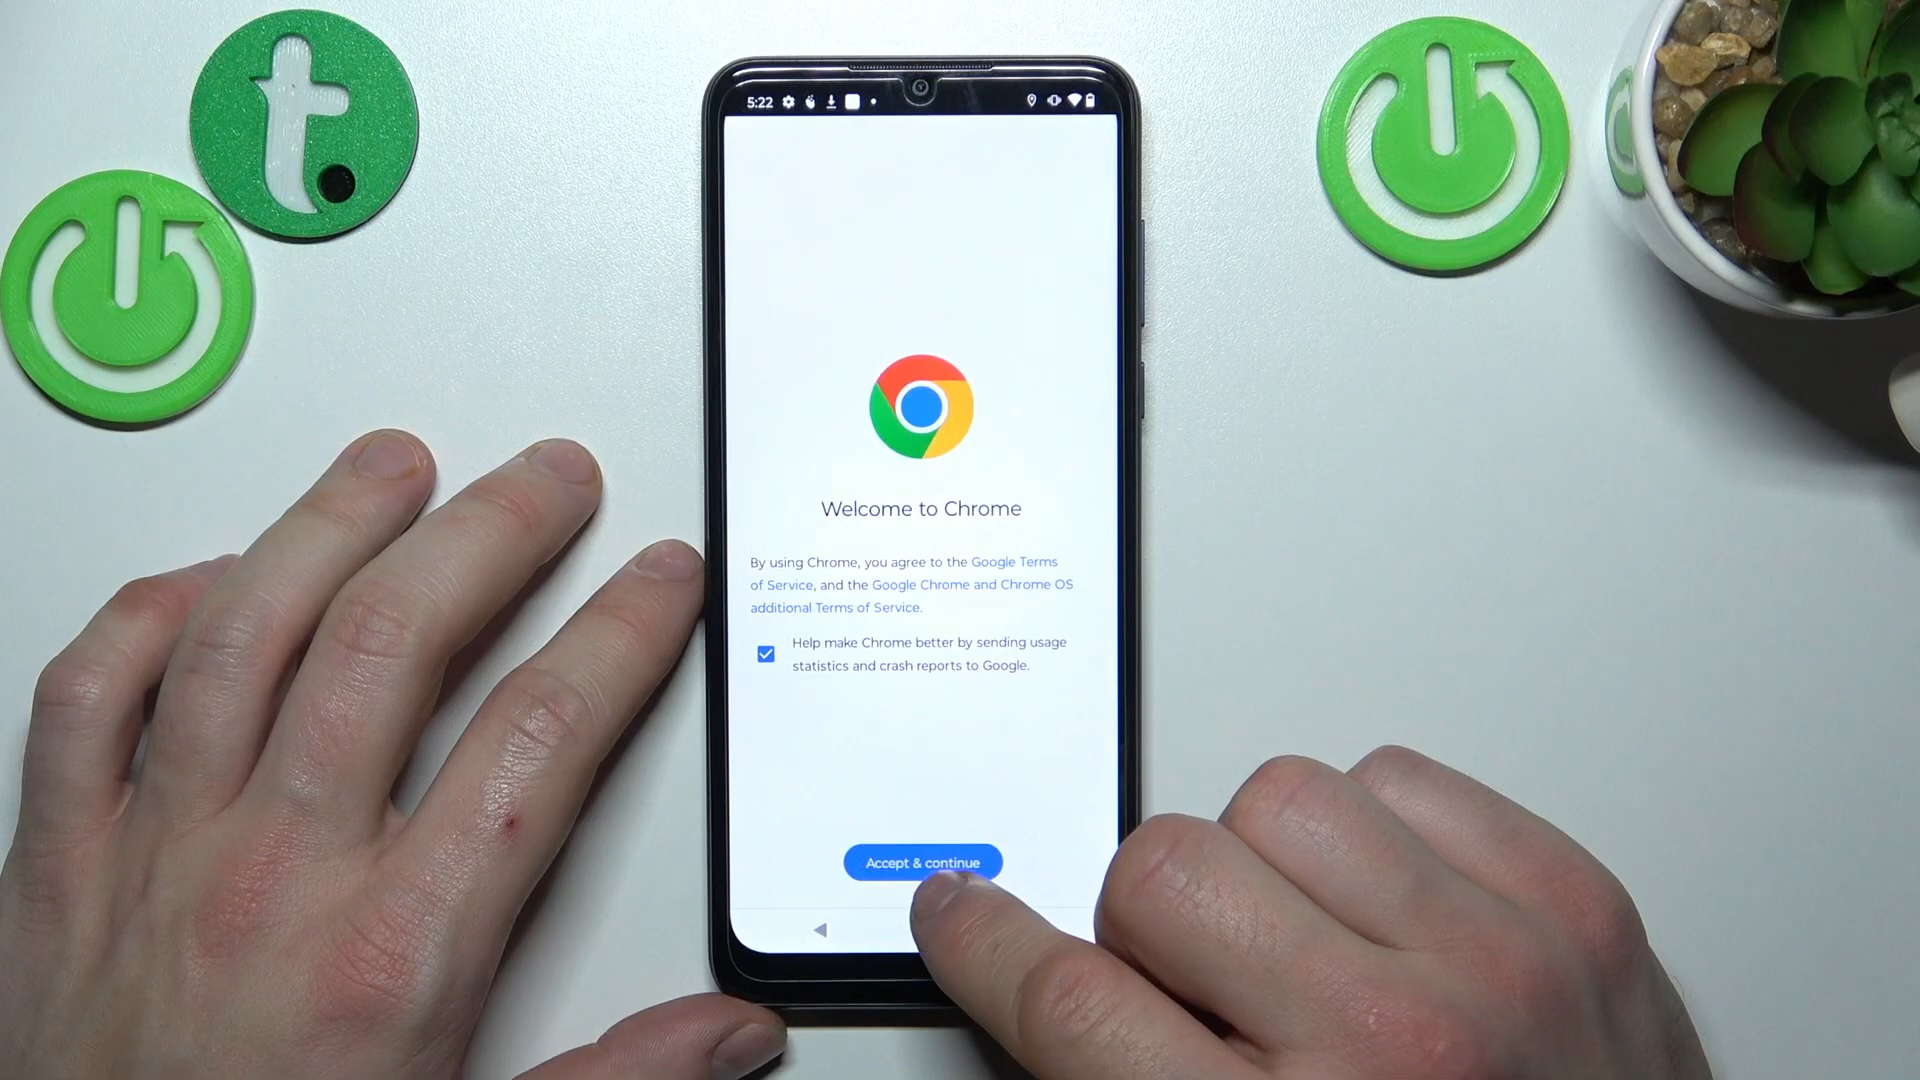 t.
5:22
Welcome to Chrome
By using Chrome, you agree to the Google Terms
of Service, and the Google Chrome and Chrome OS
additional Terms of Service.
Help make Chrome better by sending usage
statistics and crash reports to Google.
Accept & continue